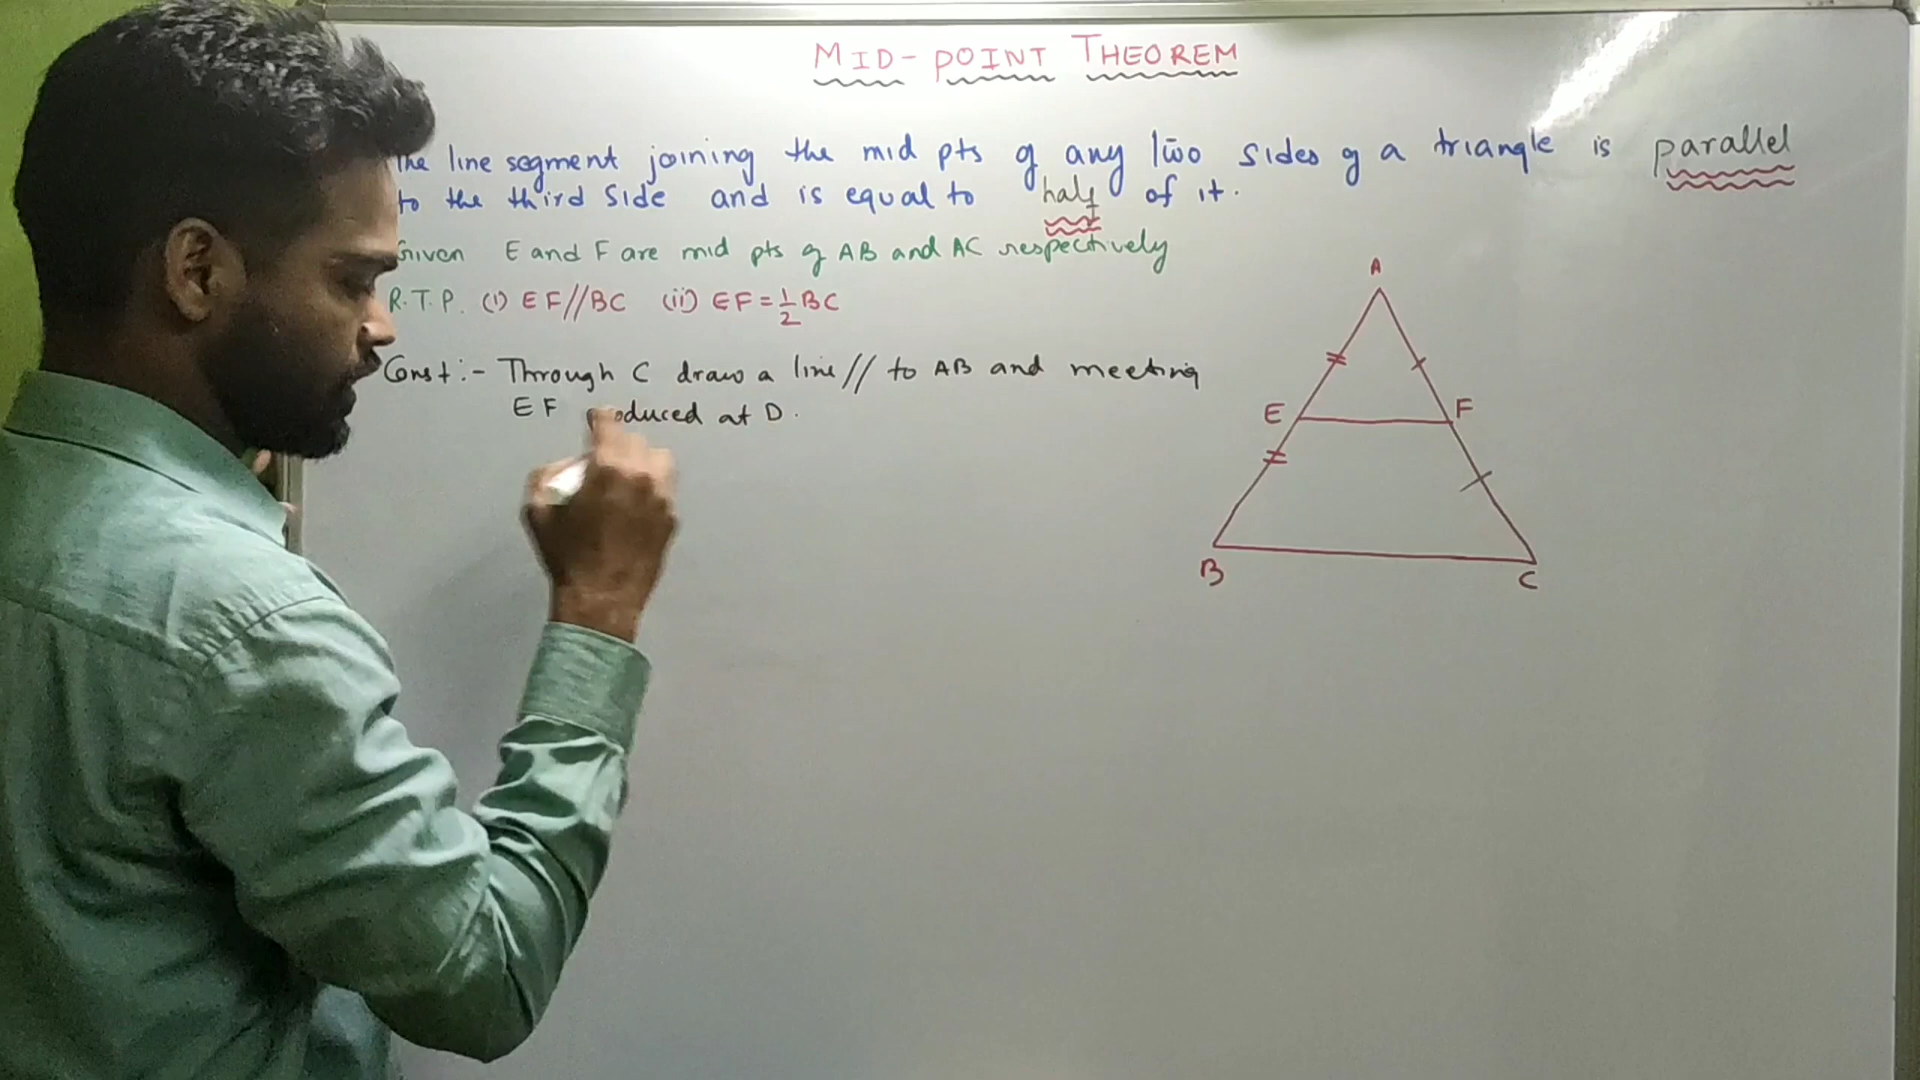 MID-POINT THEOREM
The line segment joining the mid pts of any two sides of a triangle is parallel
to the third side and is equal to half of it.
Given E and F are mid pts of AB and AC respectively
R.T.P. (i) EF//BC (ii) EF = 1/2 BC
Const :- Through C draw a line // to AB and meeting
EF produced at D.
A
E F
B C